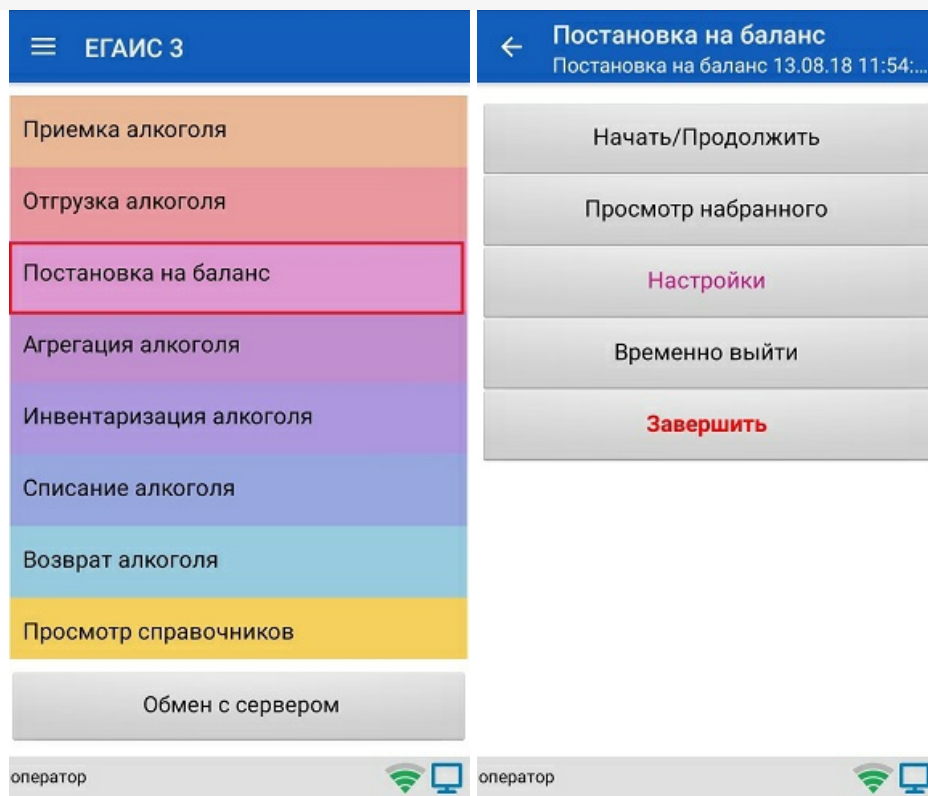 ЕГАИС 3
Приемка алкоголя
Отгрузка алкоголя
Постановка на баланс
Агрегация алкоголя
Инвентаризация алкоголя
Списание алкоголя
Возврат алкоголя
Просмотр справочников
Обмен с сервером
оператор
Постановка на баланс
Постановка на баланс 13.08.18 11:54:...
Начать/Продолжить
Просмотр набранного
Настройки
Временно выйти
Завершить
оператор